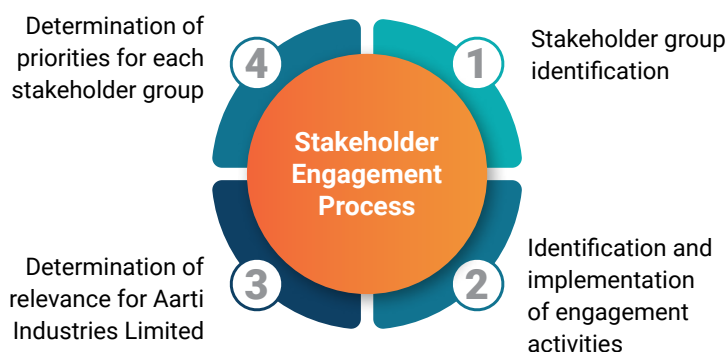 Stakeholder
Engagement
Process
1
Stakeholder group
identification
2
Identification and
implementation
of engagement
activities
3
Determination of
relevance for Aarti
Industries Limited
4
Determination of
priorities for each
stakeholder group